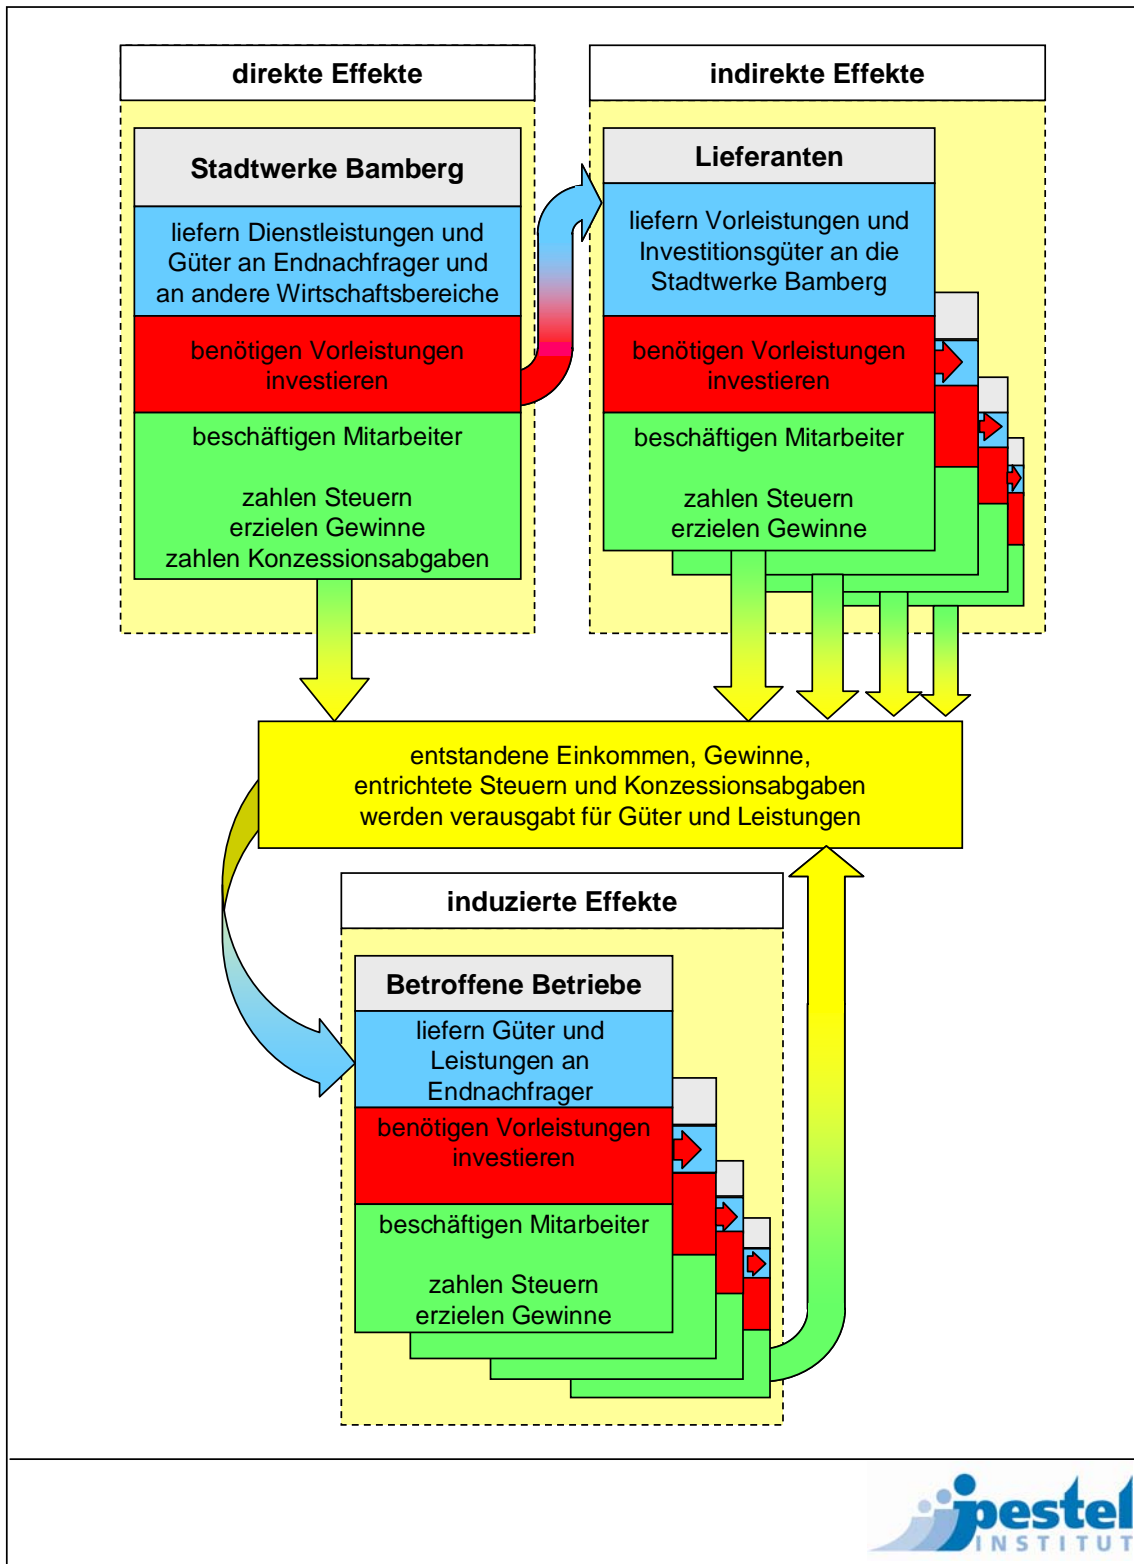 direkte Effekte
Stadtwerke Bamberg
liefern Dienstleistungen und
Güter an Endnachfrager und
an andere Wirtschaftsbereiche
benötigen Vorleistungen
investieren
beschäftigen Mitarbeiter
zahlen Steuern
erzielen Gewinne
zahlen Konzessionsabgaben
indirekte Effekte
Lieferanten
liefern Vorleistungen und
Investitionsgüter an die
Stadtwerke Bamberg
benötigen Vorleistungen
investieren
beschäftigen Mitarbeiter
zahlen Steuern
erzielen Gewinne
entstandene Einkommen, Gewinne,
entrichtete Steuern und Konzessionsabgaben
werden verausgabt für Güter und Leistungen
induzierte Effekte
Betroffene Betriebe
liefern Güter und
Leistungen an
Endnachfrager
benötigen Vorleistungen
investieren
beschäftigen Mitarbeiter
zahlen Steuern
erzielen Gewinne
pestel
INSTITUT